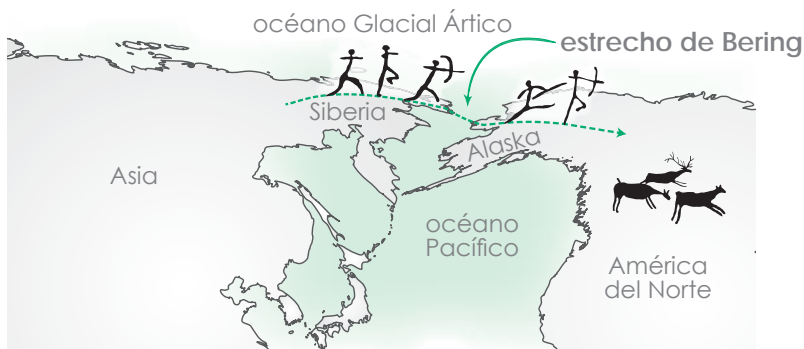 océano Glacial Ártico
estrecho de Bering
Siberia
Alaska
Asia
océano
Pacífico
América
del Norte